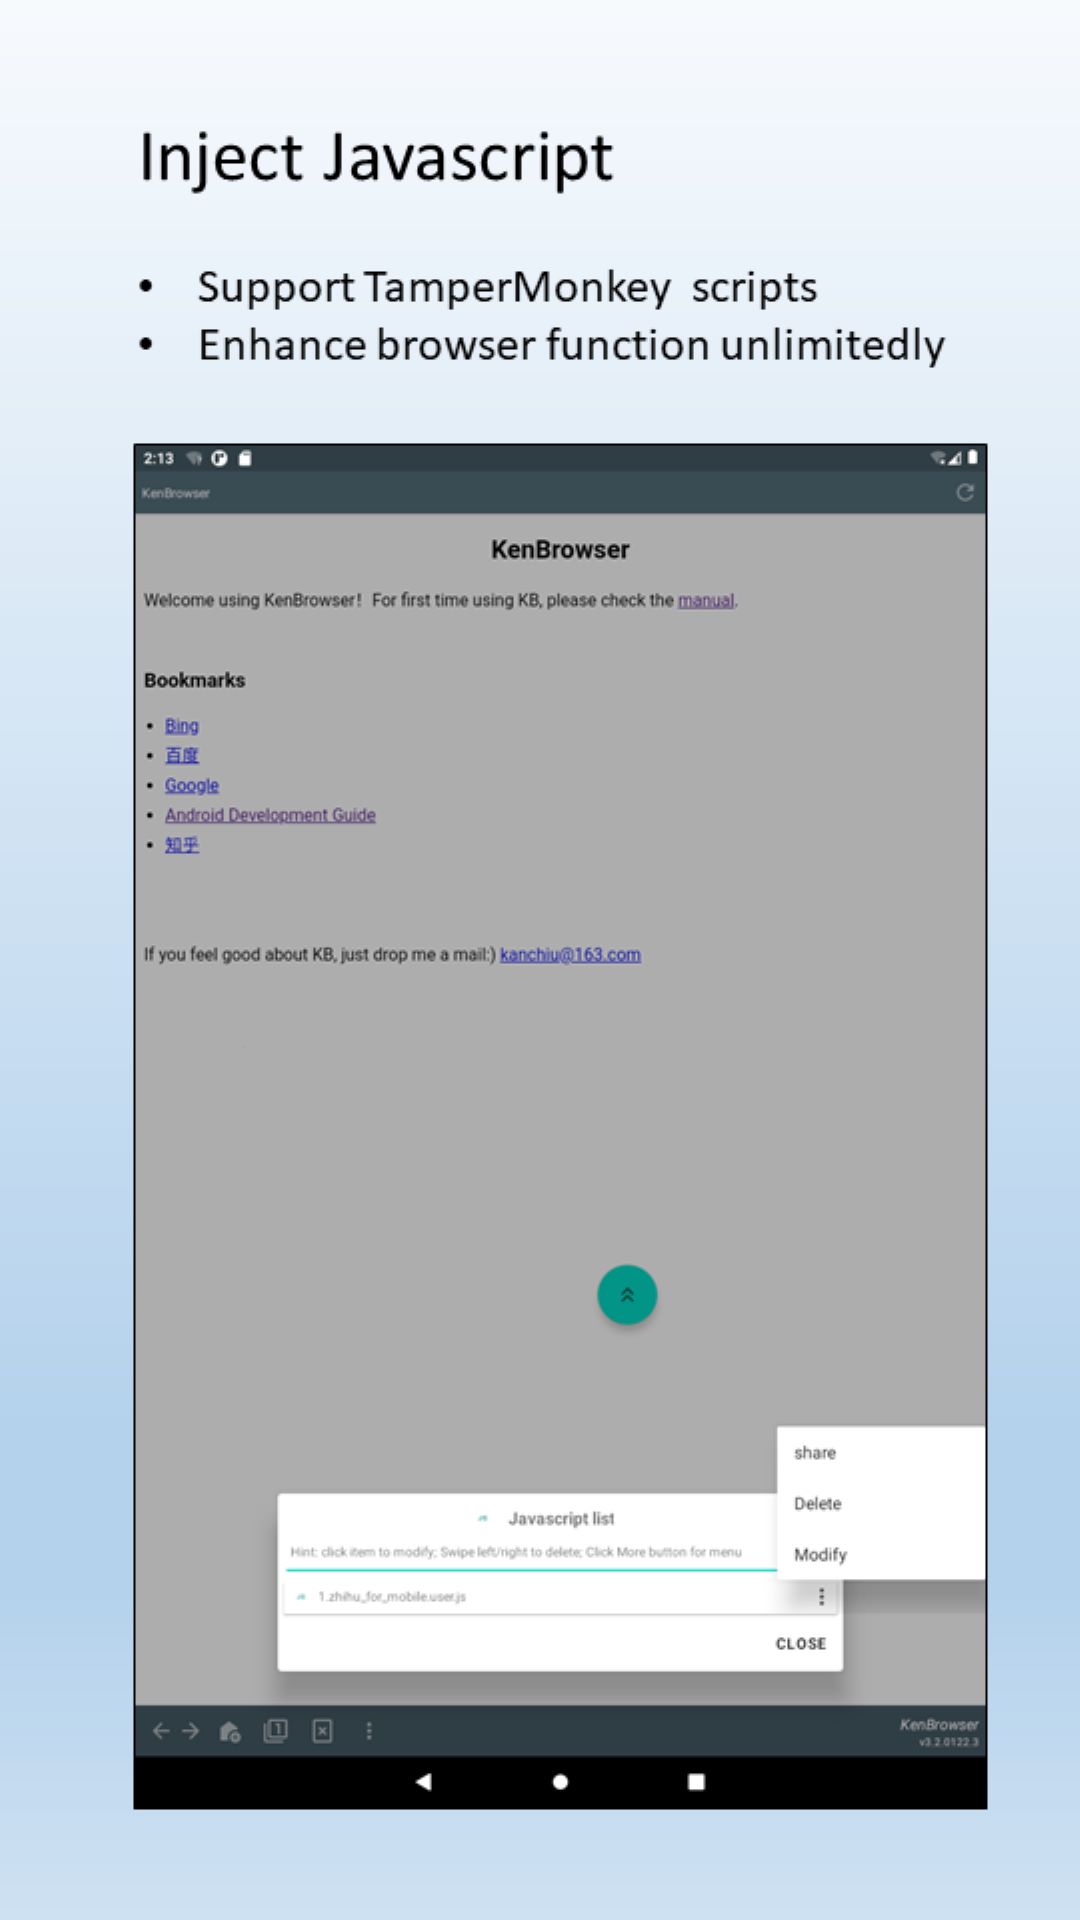 Inject Javascript
• Support TamperMonkey scripts
• Enhance browser function unlimitedly
2:13
KenBrowser
KenBrowser
Welcome using KenBrowser! For first time using KB, please check the manual.
Bookmarks
• Bing
• 百度
• Google
• Android Development Guide
• 知乎
If you feel good about KB, just drop me a mail:) kanchiu@163.com
share
Delete
Modify
Javascript list
Hint: click item to modify; Swipe left/right to delete; Click More button for menu
1.zhihu_for_mobile.user.js
CLOSE
1
KenBrowser
v3.2.0122.3